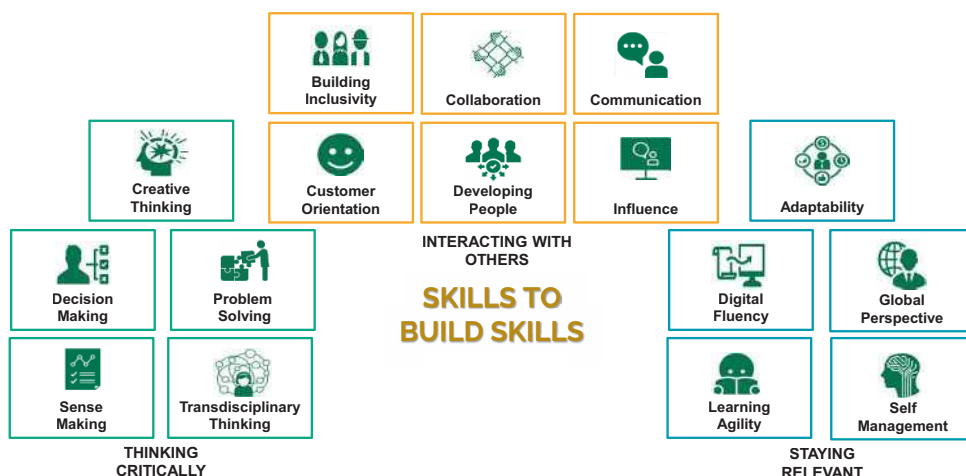 Building
Inclusivity
Collaboration
Communication
Creative
Thinking
Customer
Orientation
Developing
People
Influence
Adaptability
INTERACTING WITH
OTHERS
Decision
Making
Problem
Solving
SKILLS TO
BUILD SKILLS
Digital
Fluency
Global
Perspective
Sense
Making
Transdisciplinary
Thinking
Learning
Agility
Self
Management
THINKING
CRITICALLY
STAYING
RELEVANT